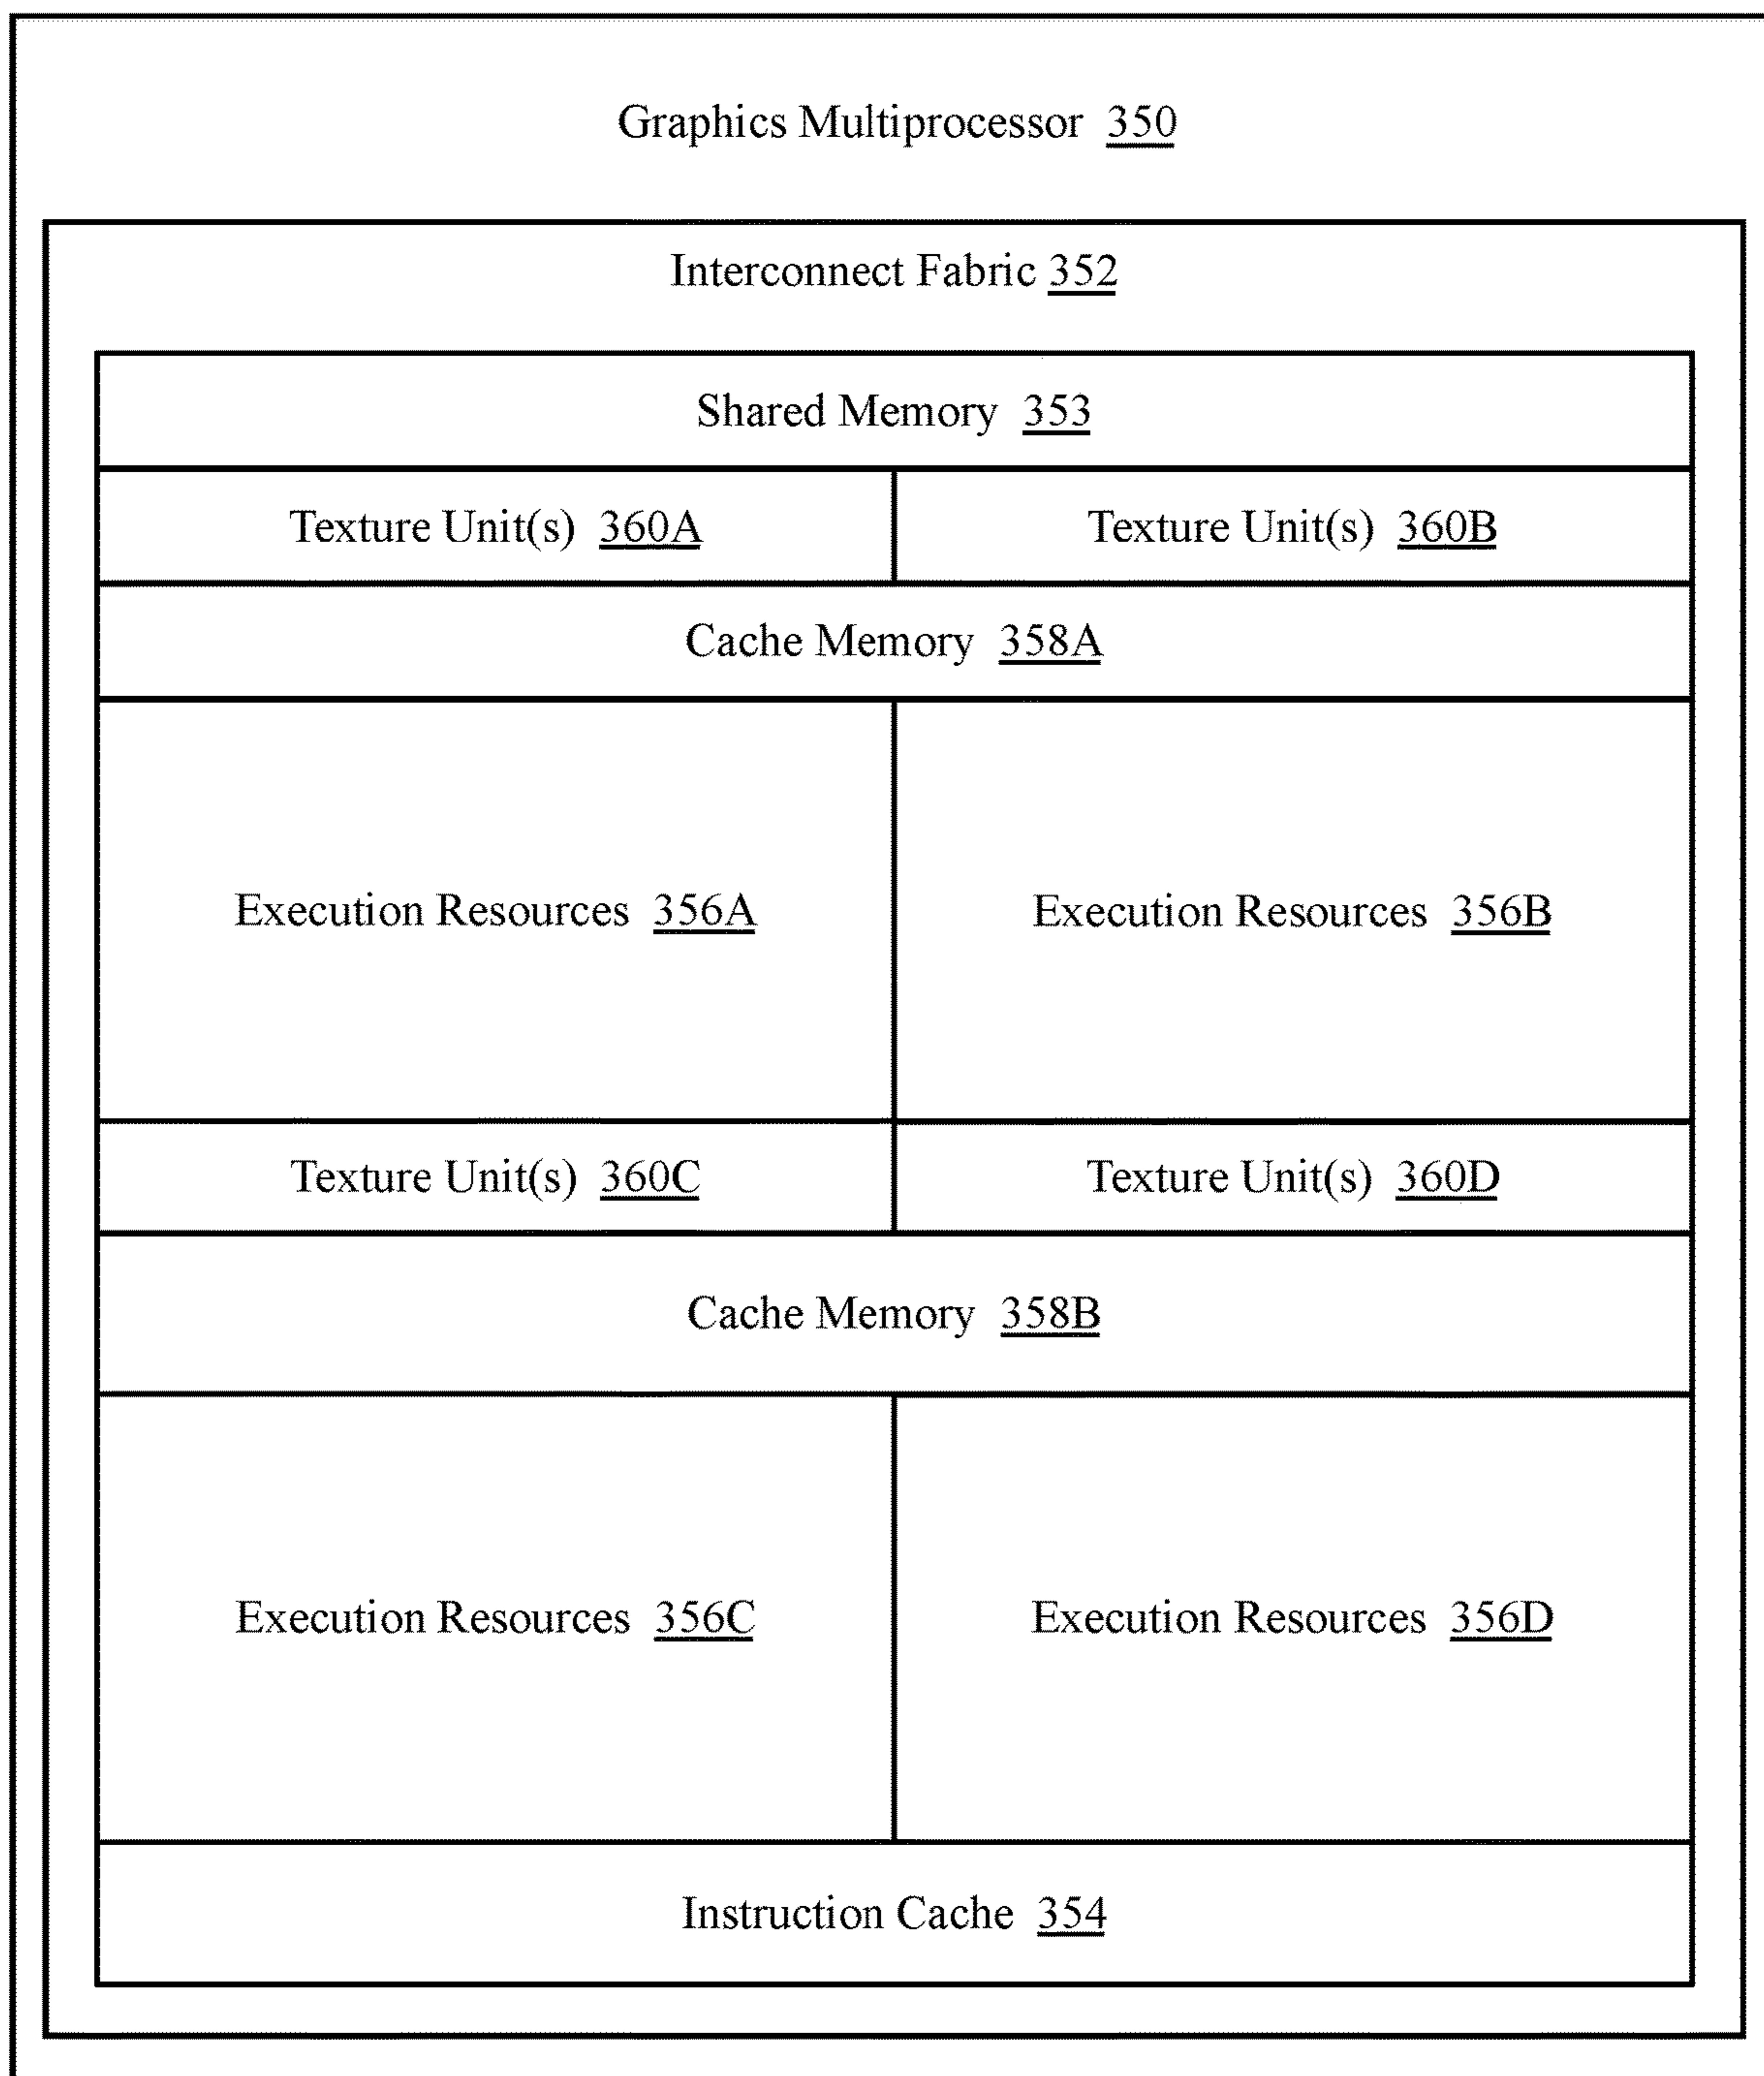 Graphics Multiprocessor 350
Interconnect Fabric 352
Shared Memory 353
Texture Unit(s) 360A
Texture Unit(s) 360B
Cache Memory 358A
Execution Resources 356A
Execution Resources 356B
Texture Unit(s) 360C
Texture Unit(s) 360D
Cache Memory 358B
Execution Resources 356C
Execution Resources 356D
Instruction Cache 354